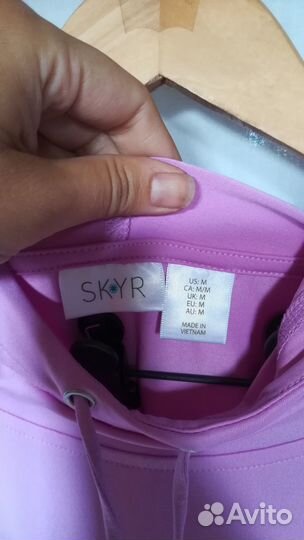 SKYR
US: M
CA: M/M
UK: M
EU: M
AU: M
MADE IN
VIETNAM
Avito